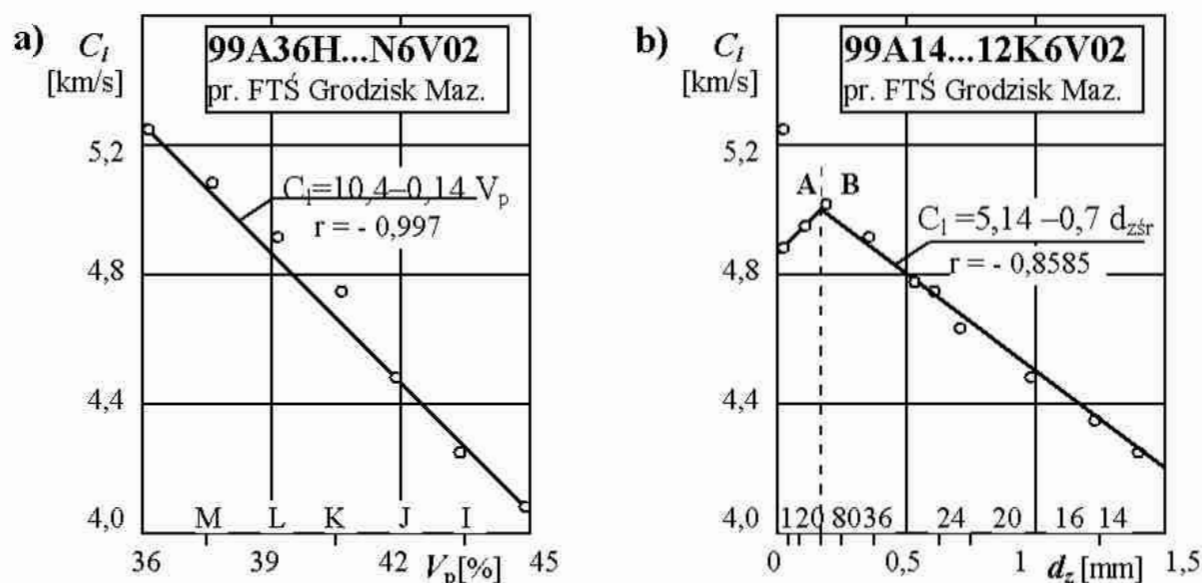 a)
C_l
[km/s]
99A36H...N6V02
pr. FTŚ Grodzisk Maz.
5,2
C_l=10,4–0,14 V_p
r = - 0,997
4,8
4,4
4,0
M L K J I
36 39 42 45
V_p[%]
b)
C_l
[km/s]
99A14...12K6V02
pr. FTŚ Grodzisk Maz.
5,2
A B
C_l =5,14 –0,7 d_zśr
r = - 0,8585
4,8
4,4
4,0
120 80 36 24 20 16 14
0 0,5 1 1,5
d_z [mm]